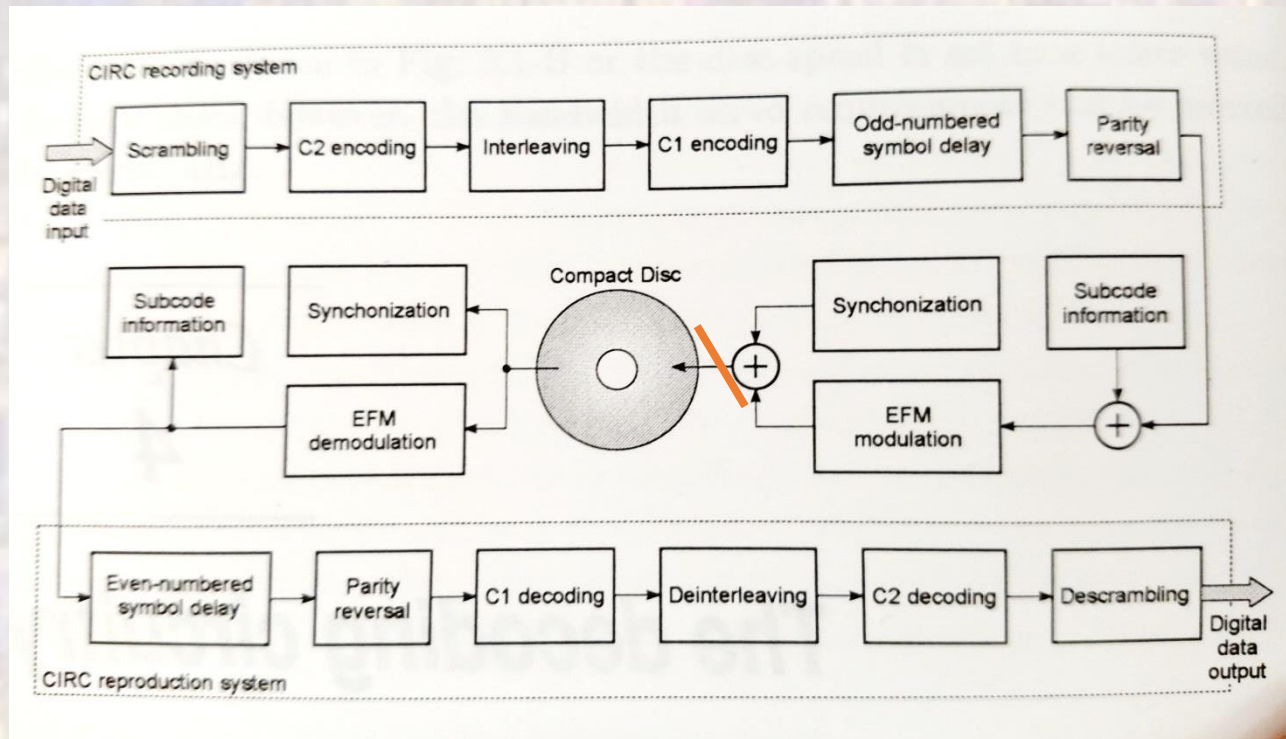 CIRC recording system
Scrambling
C2 encoding
Interleaving
C1 encoding
Odd-numbered
symbol delay
Parity
reversal
Digital
data
input
Subcode
information
Synchonization
Compact Disc
Synchonization
Subcode
information
EFM
demodulation
EFM
modulation
Even-numbered
symbol delay
Parity
reversal
C1 decoding
Deinterleaving
C2 decoding
Descrambling
Digital
data
output
CIRC reproduction system
The decoding